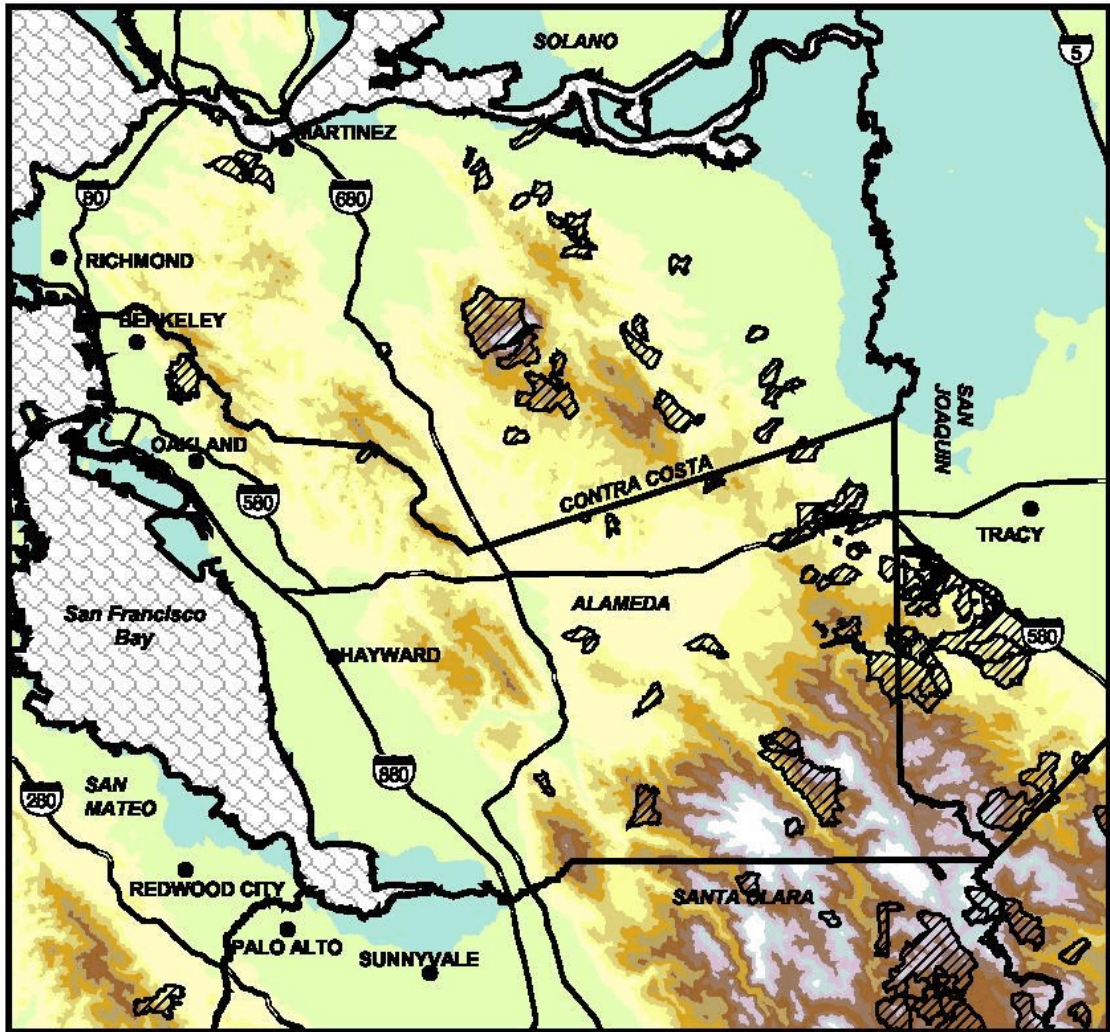 SOLANO
5
MARTINEZ
80
680
RICHMOND
BERKELEY
SAN
JOAQUIN
OAKLAND
CONTRA COSTA
580
TRACY
ALAMEDA
San Francisco
Bay
580
HAYWARD
880
SAN
MATEO
280
REDWOOD CITY
SANTA CLARA
PALO ALTO
SUNNYVALE